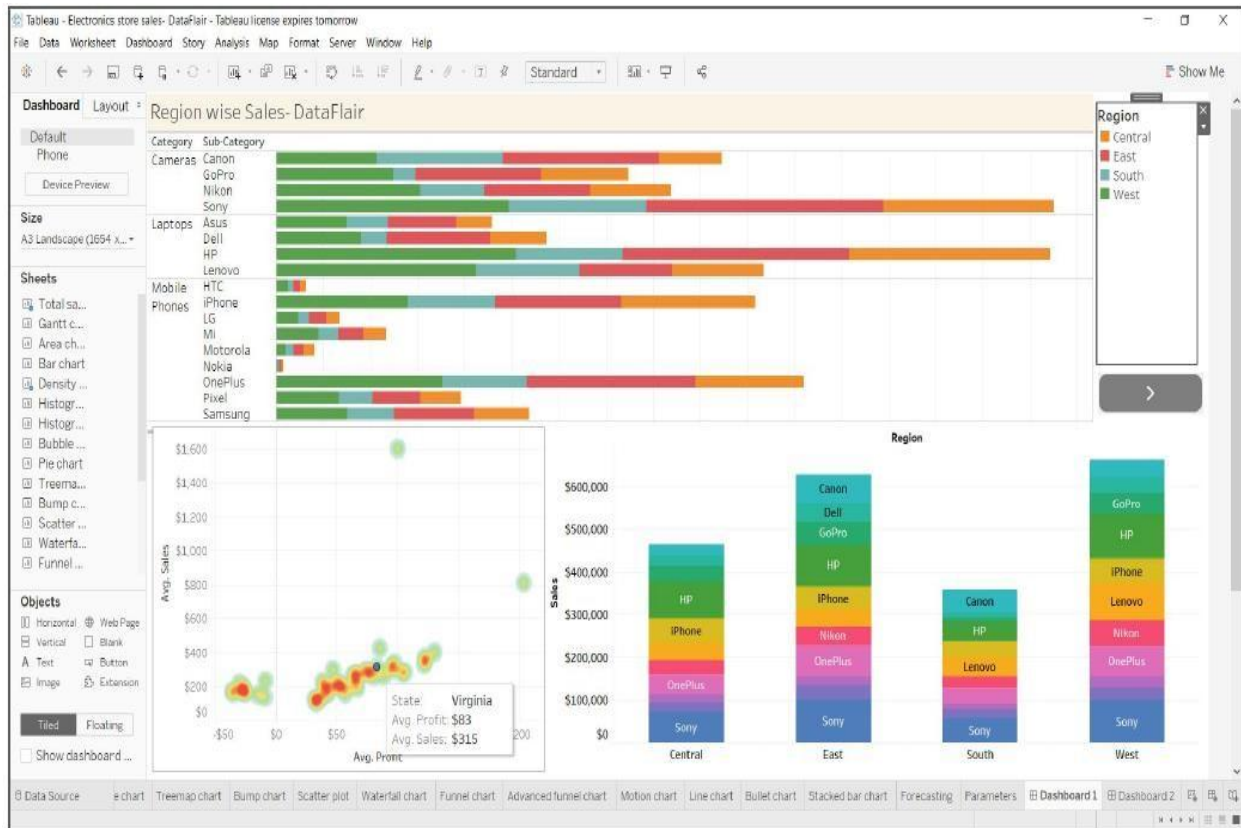 Tableau - Electronics store sales- DataFlair - Tableau license expires tomorrow
File Data Worksheet Dashboard Story Analysis Map Format Server Window Help
Standard
Show Me
Dashboard Layout
Default
Phone
Device Preview
Size
A3 Landscape (1654 x...
Sheets
Total sa...
Gantt c...
Area ch...
Bar chart
Density ...
Histogr...
Histogr...
Bubble ...
Pie chart
Treema...
Bump c...
Scatter ...
Waterfa...
Funnel ...
Objects
Horizontal Web Page
Vertical Blank
Text Button
Image Extension
Tiled Floating
Show dashboard ...
Region wise Sales- DataFlair
Category Sub-Category
Cameras Canon
GoPro
Nikon
Sony
Laptops Asus
Dell
HP
Lenovo
Mobile Phones HTC
iPhone
LG
Mi
Motorola
Nokia
OnePlus
Pixel
Samsung
Region
Central
East
South
West
$1,600
$1,400
$1,200
$1,000
$800
$600
$400
$200
$0
Avg. Sales
-$50 $0 $50 200
Avg. Profit
State: Virginia
Avg. Profit: $83
Avg. Sales: $315
Region
$600,000
$500,000
$400,000
$300,000
$200,000
$100,000
$0
Sales
HP
iPhone
OnePlus
Sony
Canon
Dell
GoPro
HP
iPhone
Nikon
OnePlus
Sony
Canon
HP
Lenovo
Sony
GoPro
HP
iPhone
Lenovo
Nikon
OnePlus
Sony
Central East South West
Data Source e chart Treemap chart Bump chart Scatter plot Waterfall chart Funnel chart Advanced funnel chart Motion chart Line chart Bullet chart Stacked bar chart Forecasting Parameters Dashboard 1 Dashboard 2